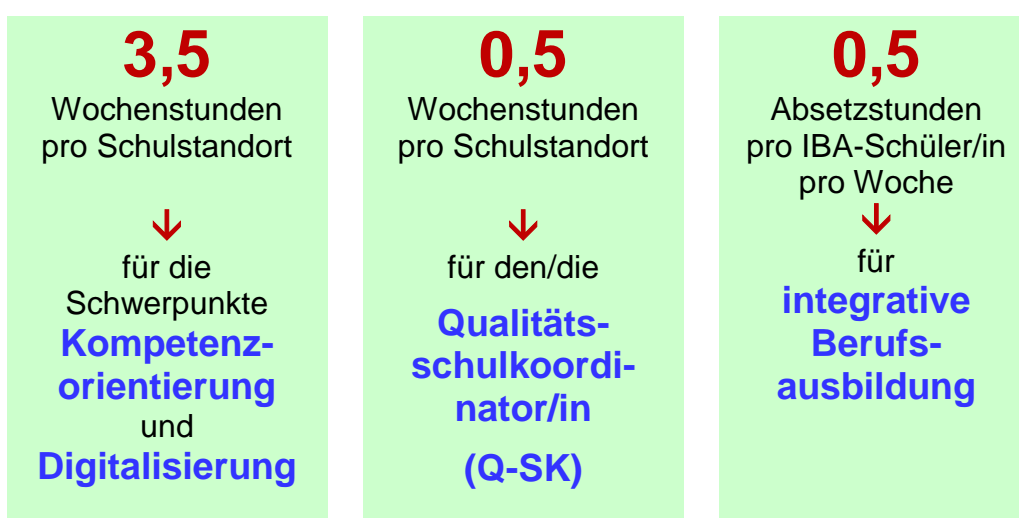 3,5
Wochenstunden
pro Schulstandort
für die
Schwerpunkte
Kompetenz-
orientierung
und
Digitalisierung
0,5
Wochenstunden
pro Schulstandort
für den/die
Qualitäts-
schulkoordi-
nator/in
(Q-SK)
0,5
Absetzstunden
pro IBA-Schüler/in
pro Woche
für
integrative
Berufs-
ausbildung